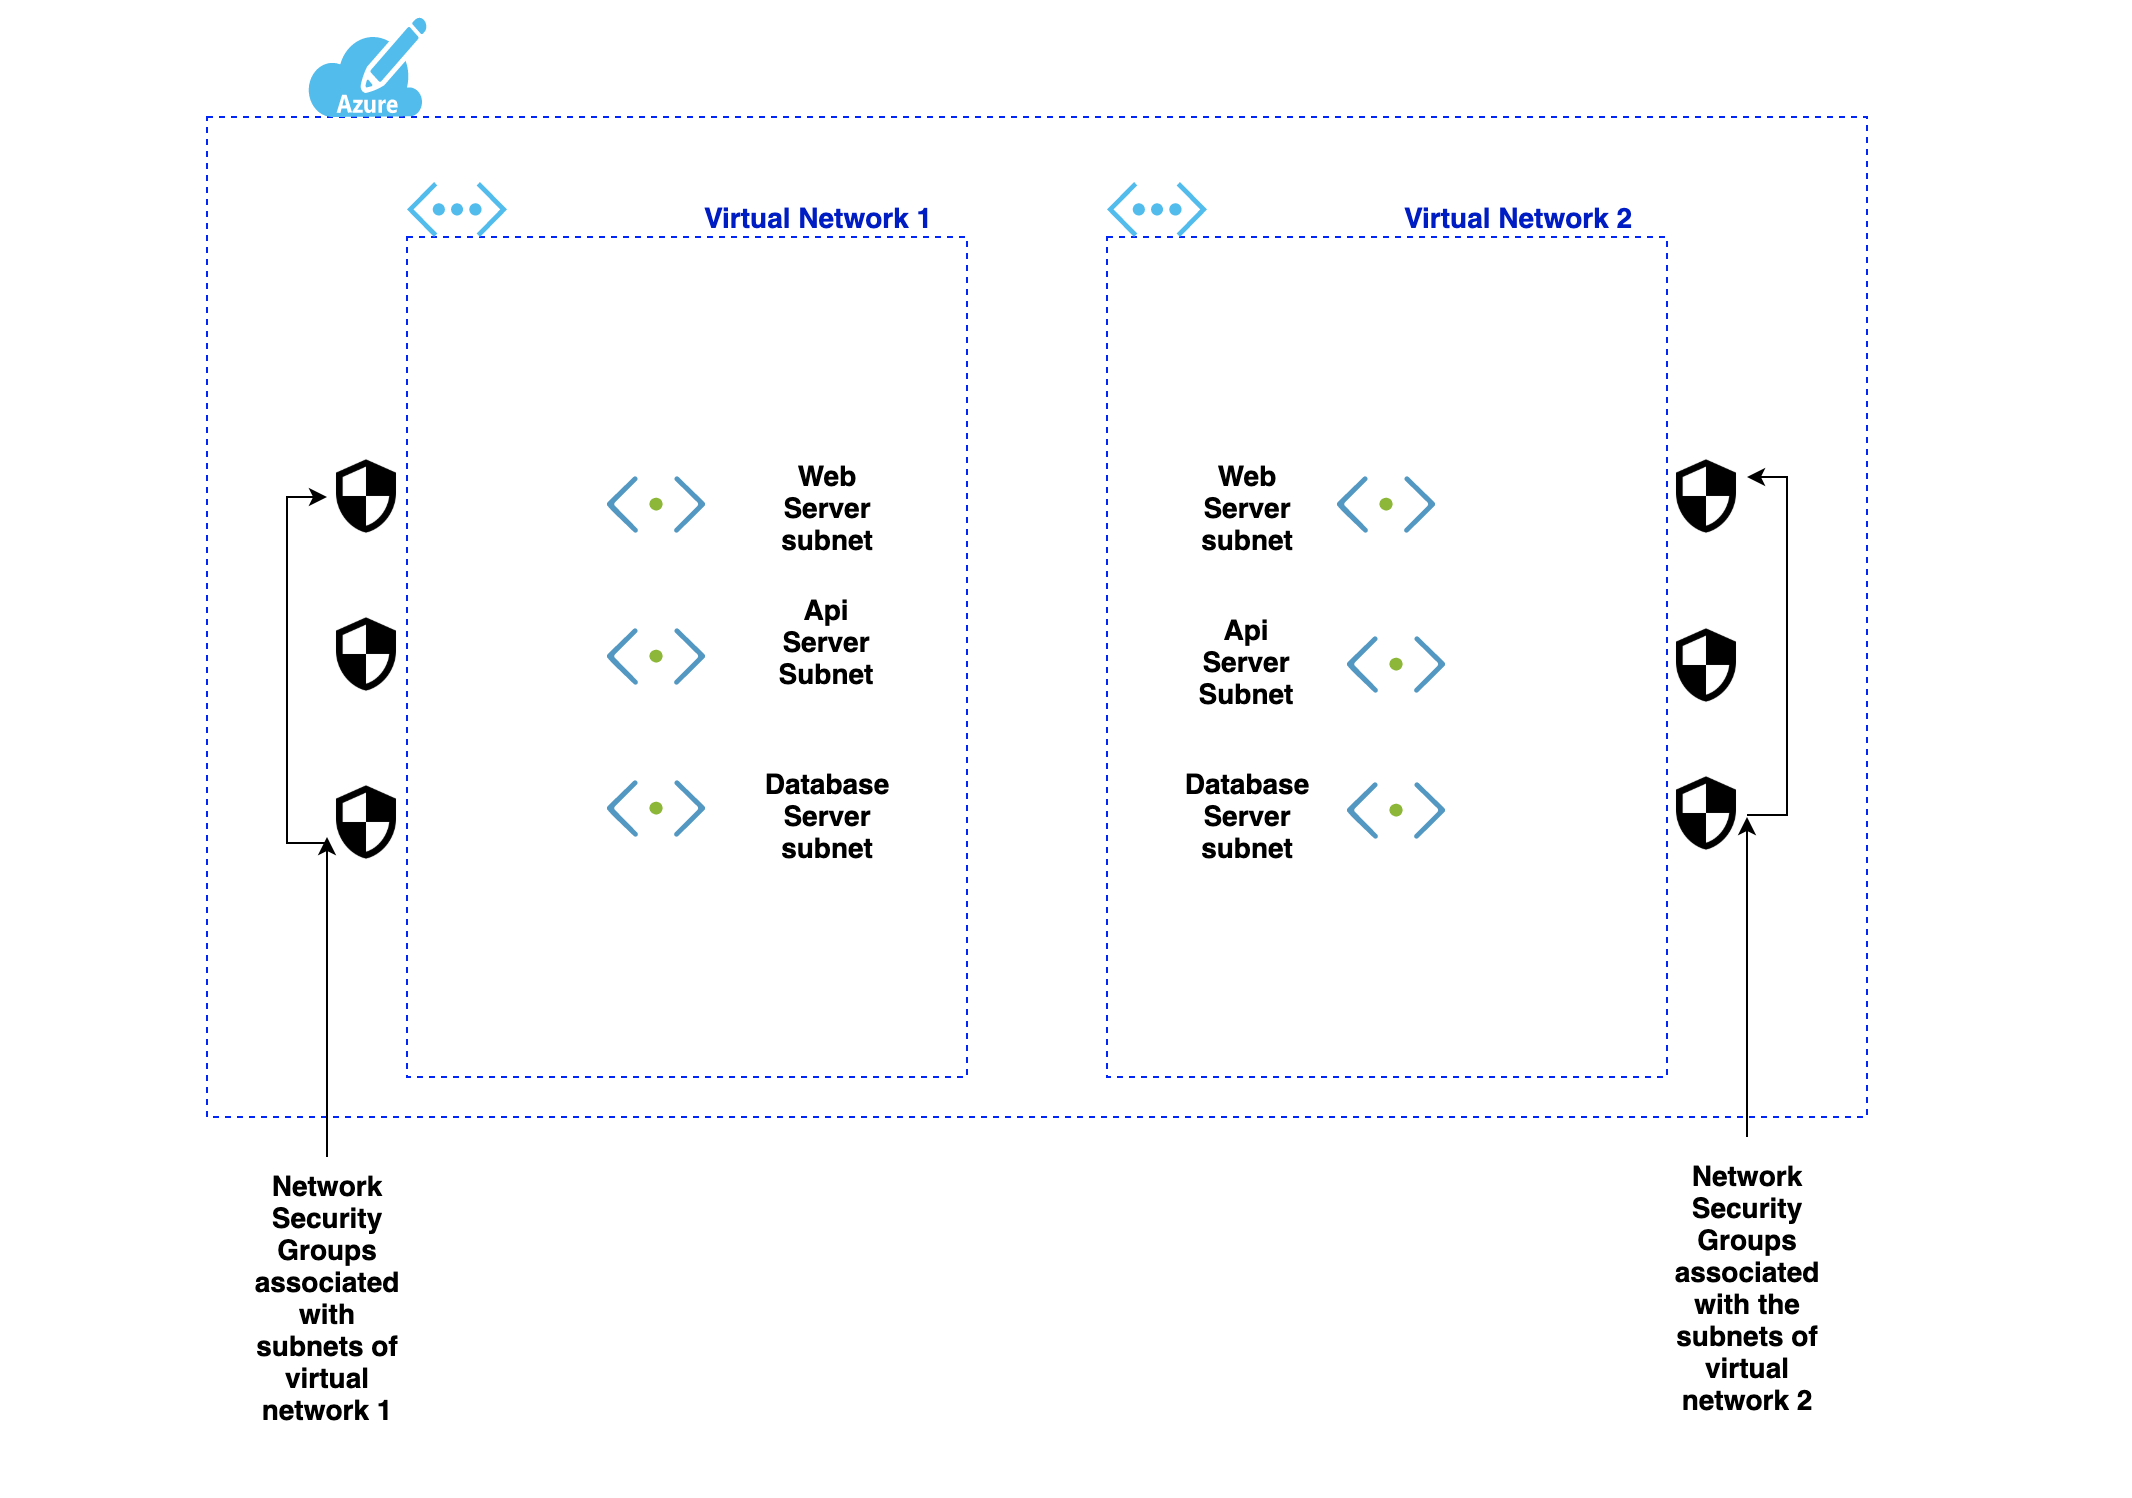 Azure
Virtual Network 1
Virtual Network 2
Web
Server
subnet
Api
Server
Subnet
Database
Server
subnet
Web
Server
subnet
Api
Server
Subnet
Database
Server
subnet
Network
Security
Groups
associated
with
subnets of
virtual
network 1
Network
Security
Groups
associated
with the
subnets of
virtual
network 2